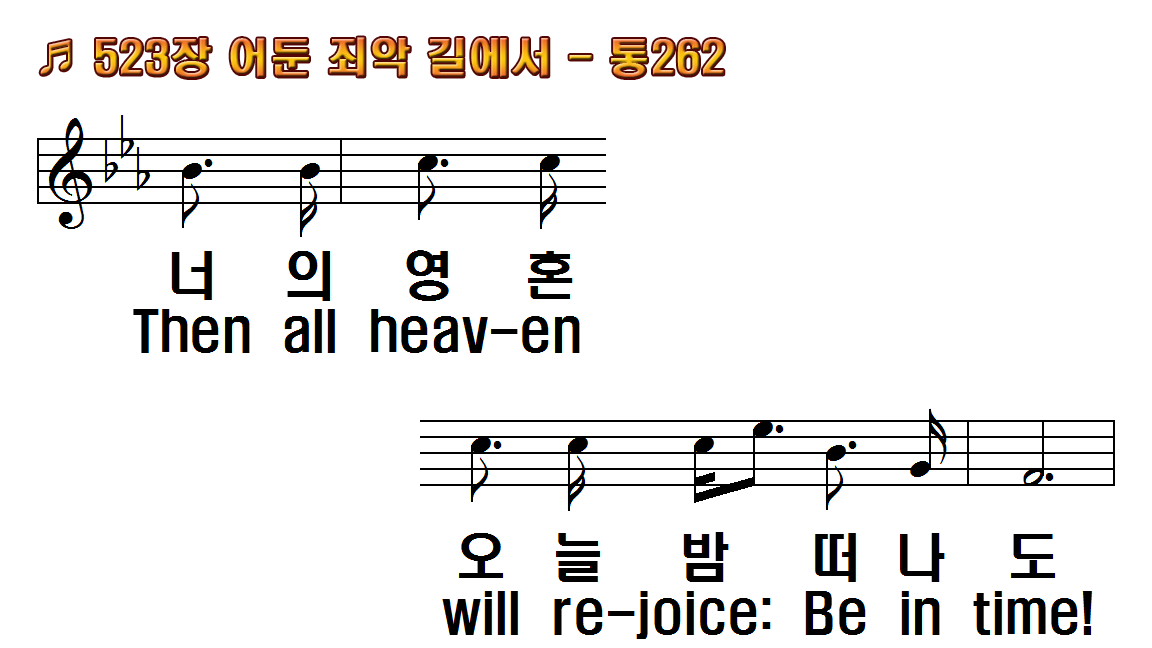 ♬ 523장 어둔 죄악 길에서 - 통262
너 의 영 혼
Then all heav-en
오 늘 밤 떠 나 도
will re-joice: Be in time!